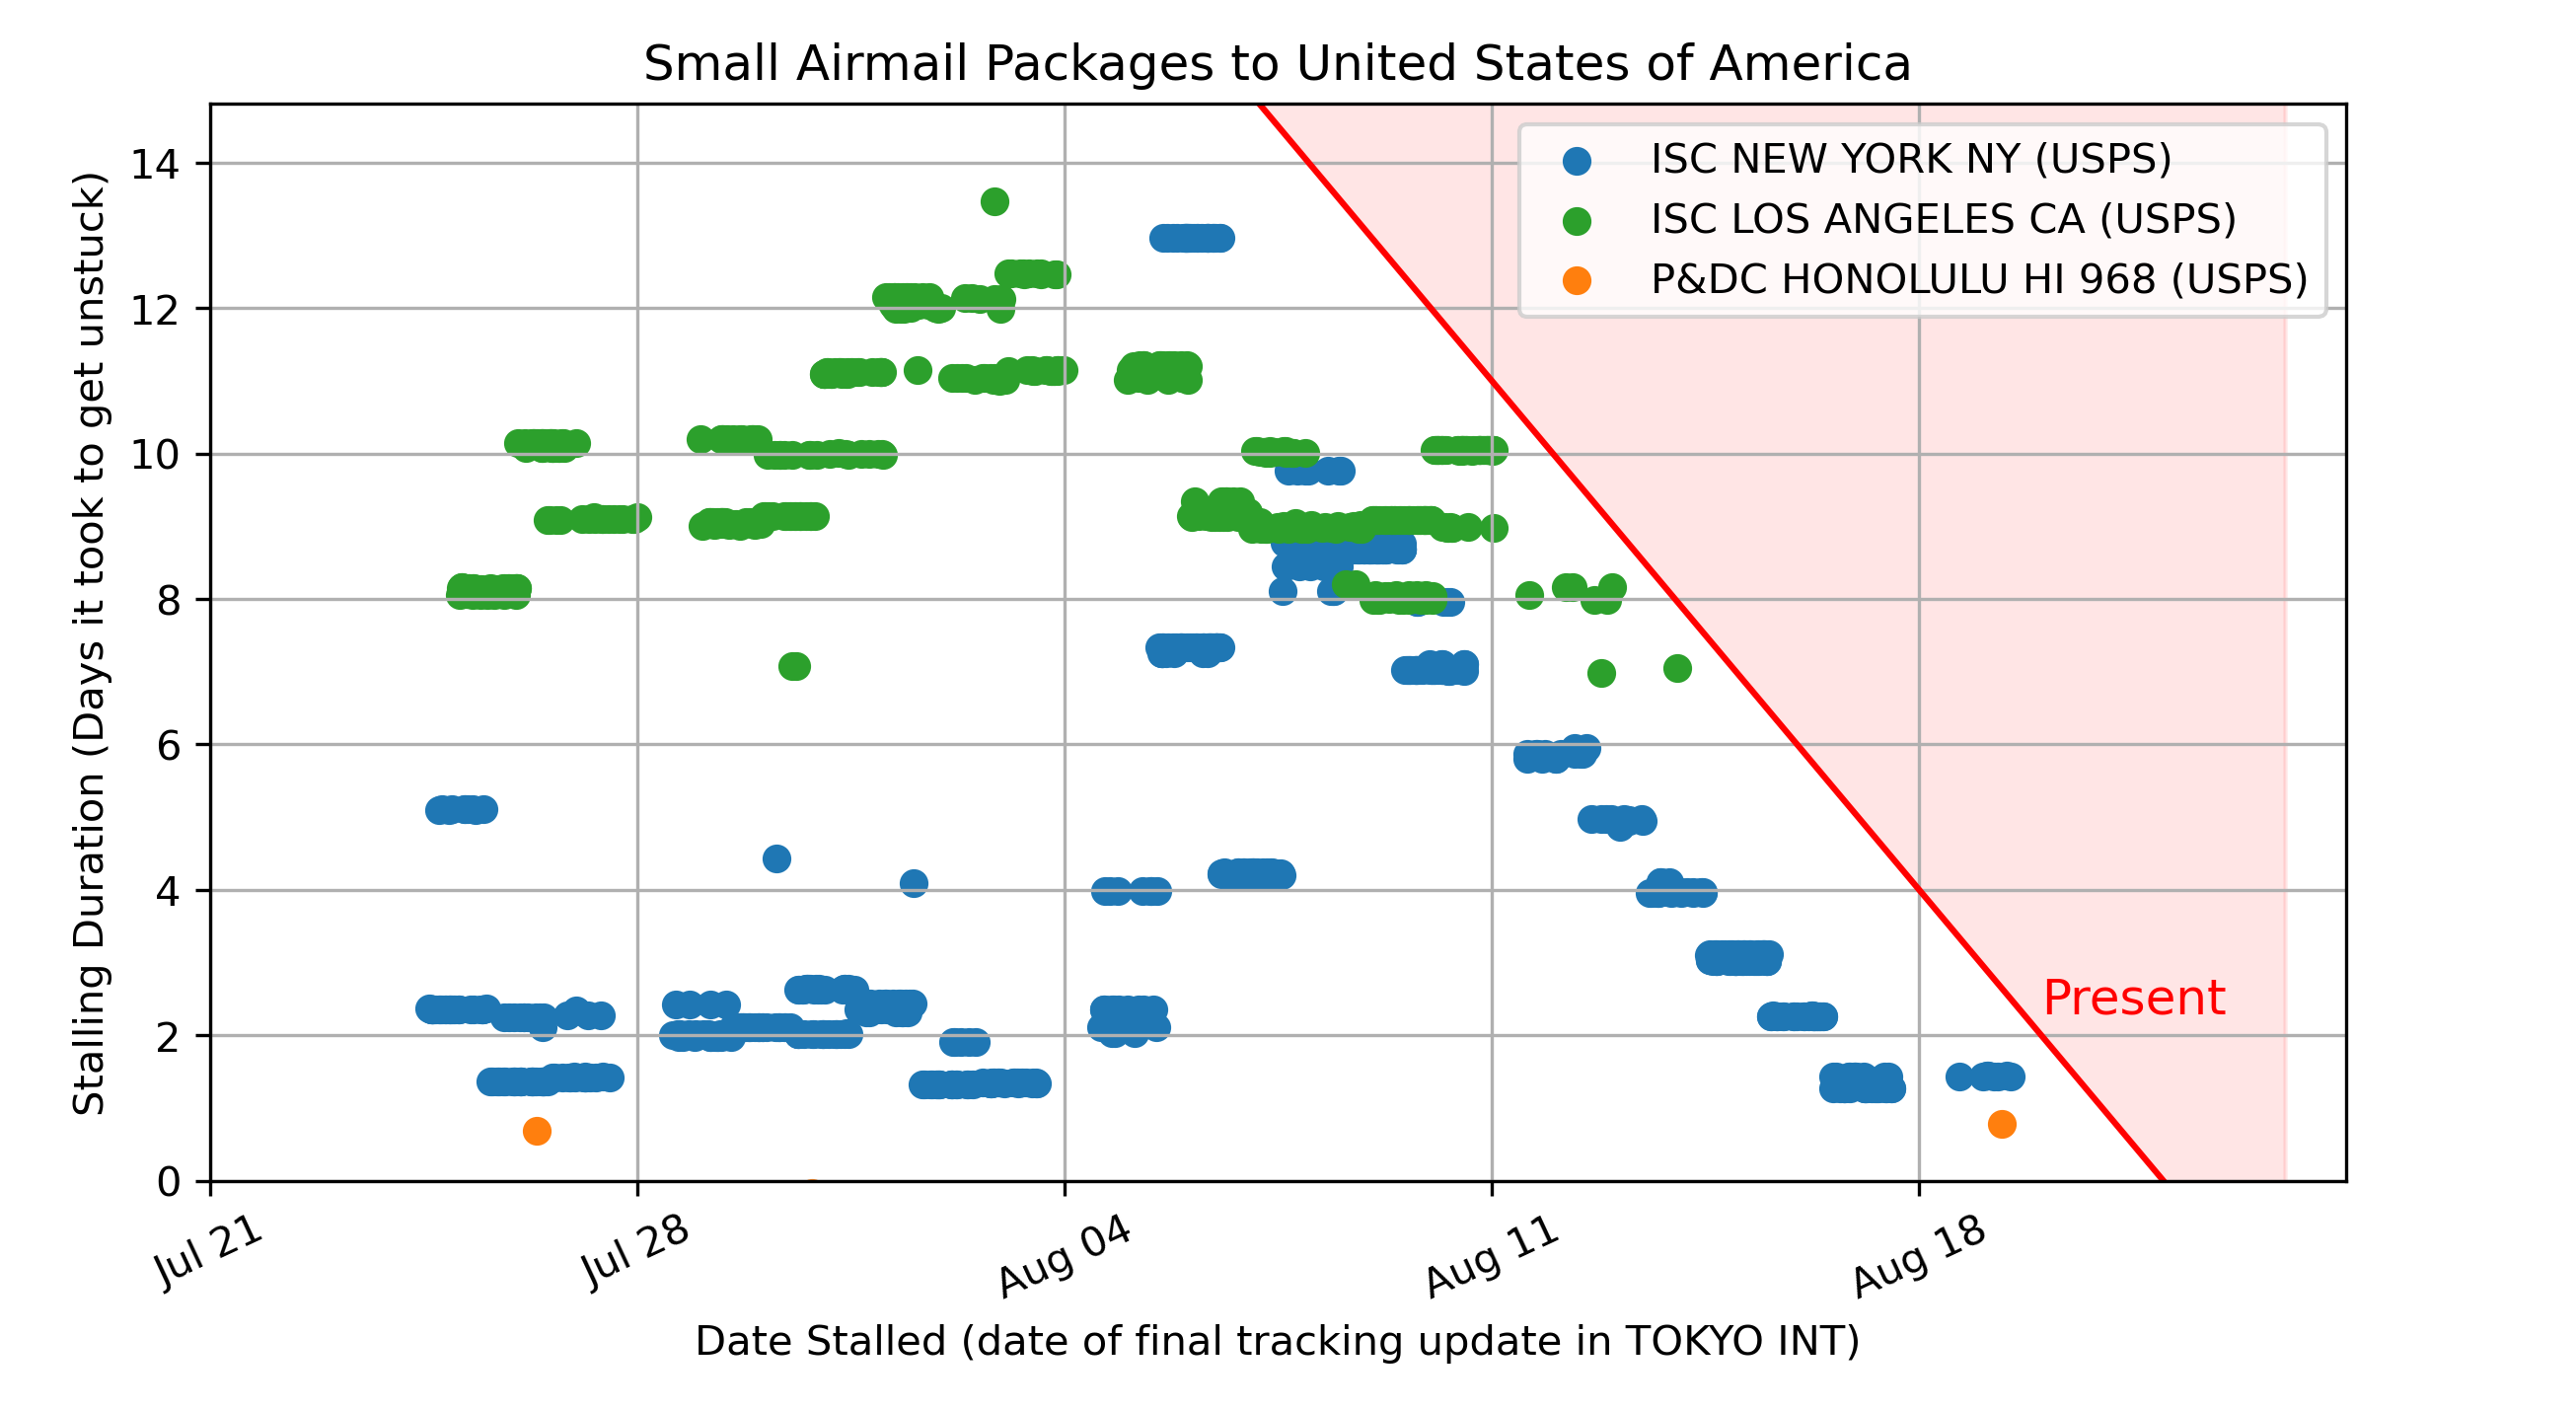 Small Airmail Packages to United States of America
Stalling Duration (Days it took to get unstuck)
14
12
10
8
6
4
2
0
ISC NEW YORK NY (USPS)
ISC LOS ANGELES CA (USPS)
P&DC HONOLULU HI 968 (USPS)
Present
Jul 21
Jul 28
Aug 04
Aug 11
Aug 18
Date Stalled (date of final tracking update in TOKYO INT)